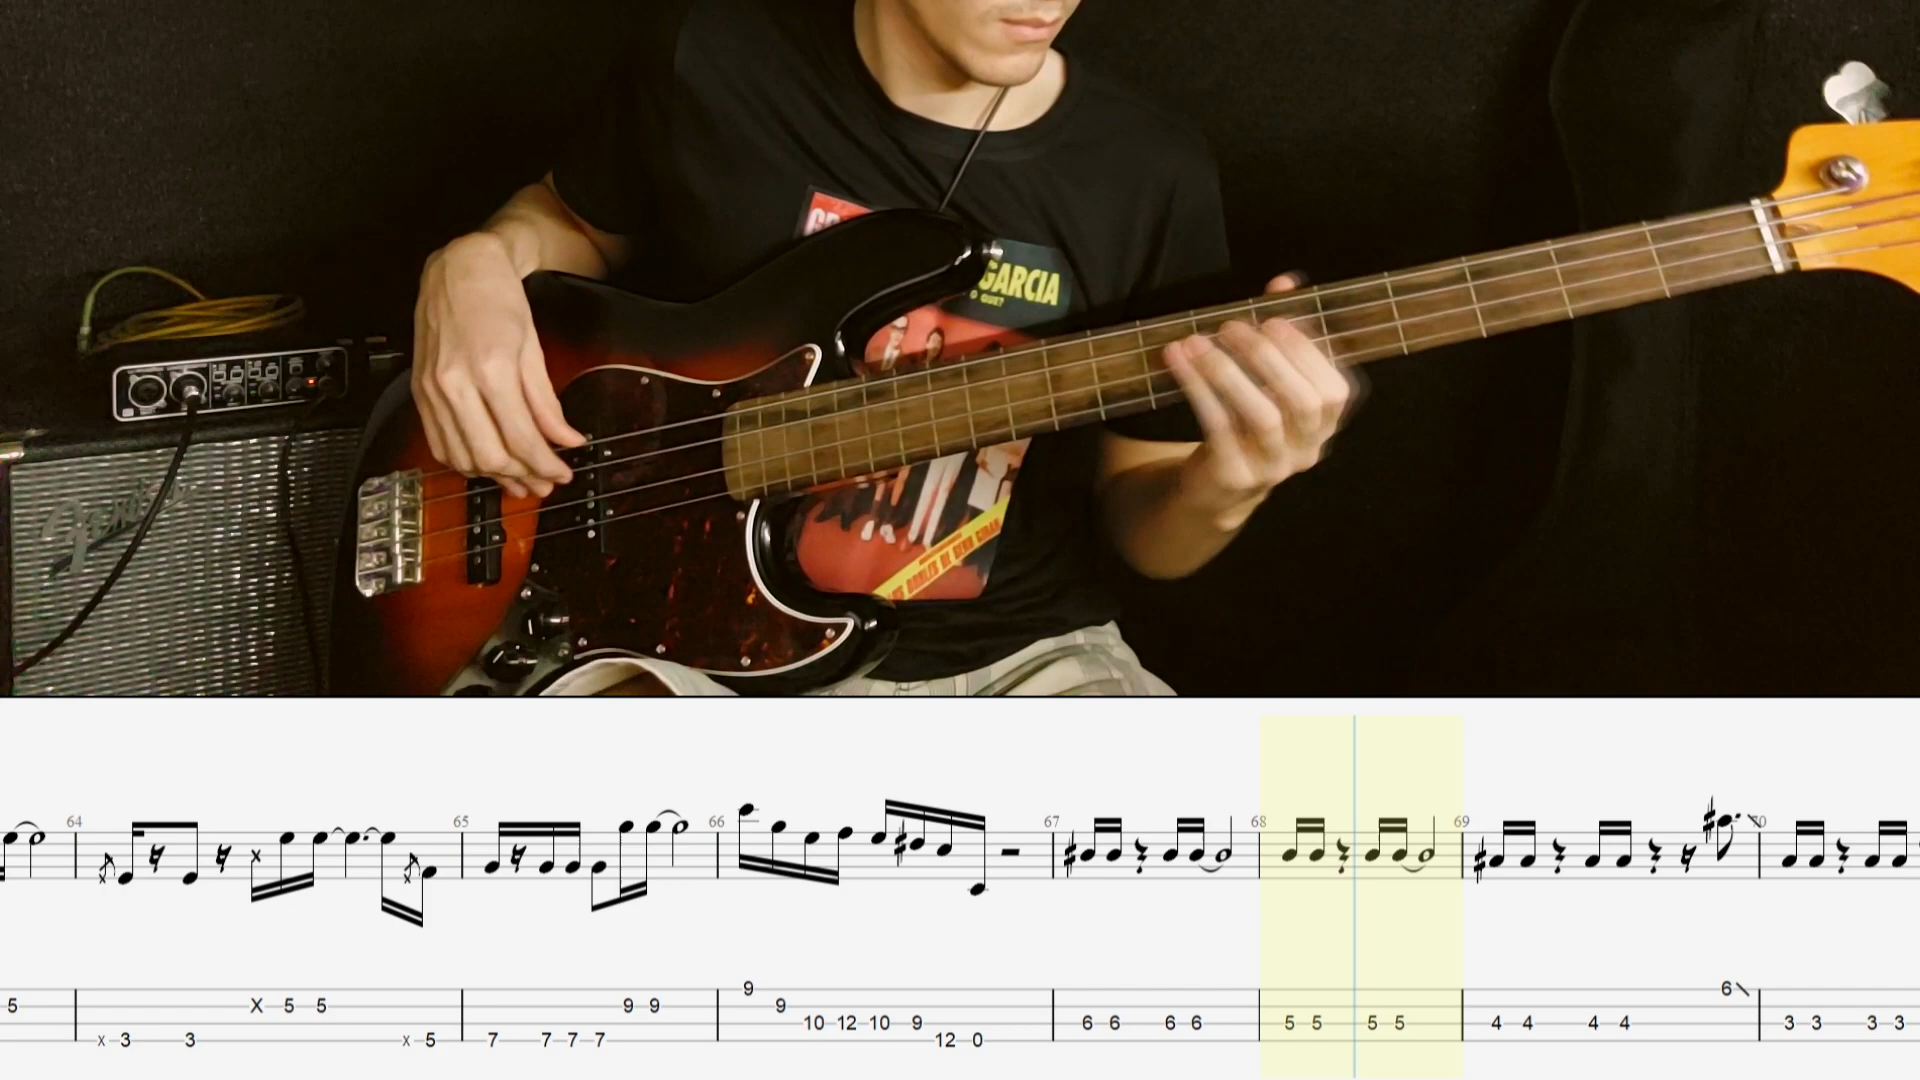 GARCIA
O QUE?
Fender
64 65 66 67 68 69 70
9 6
5 X 5 5 9 9 9
10 12 10 9 6 6 6 6 5 5 5 5 4 4 4 4 3 3 3 3
x 3 3 x 5 7 7 7 7 12 0